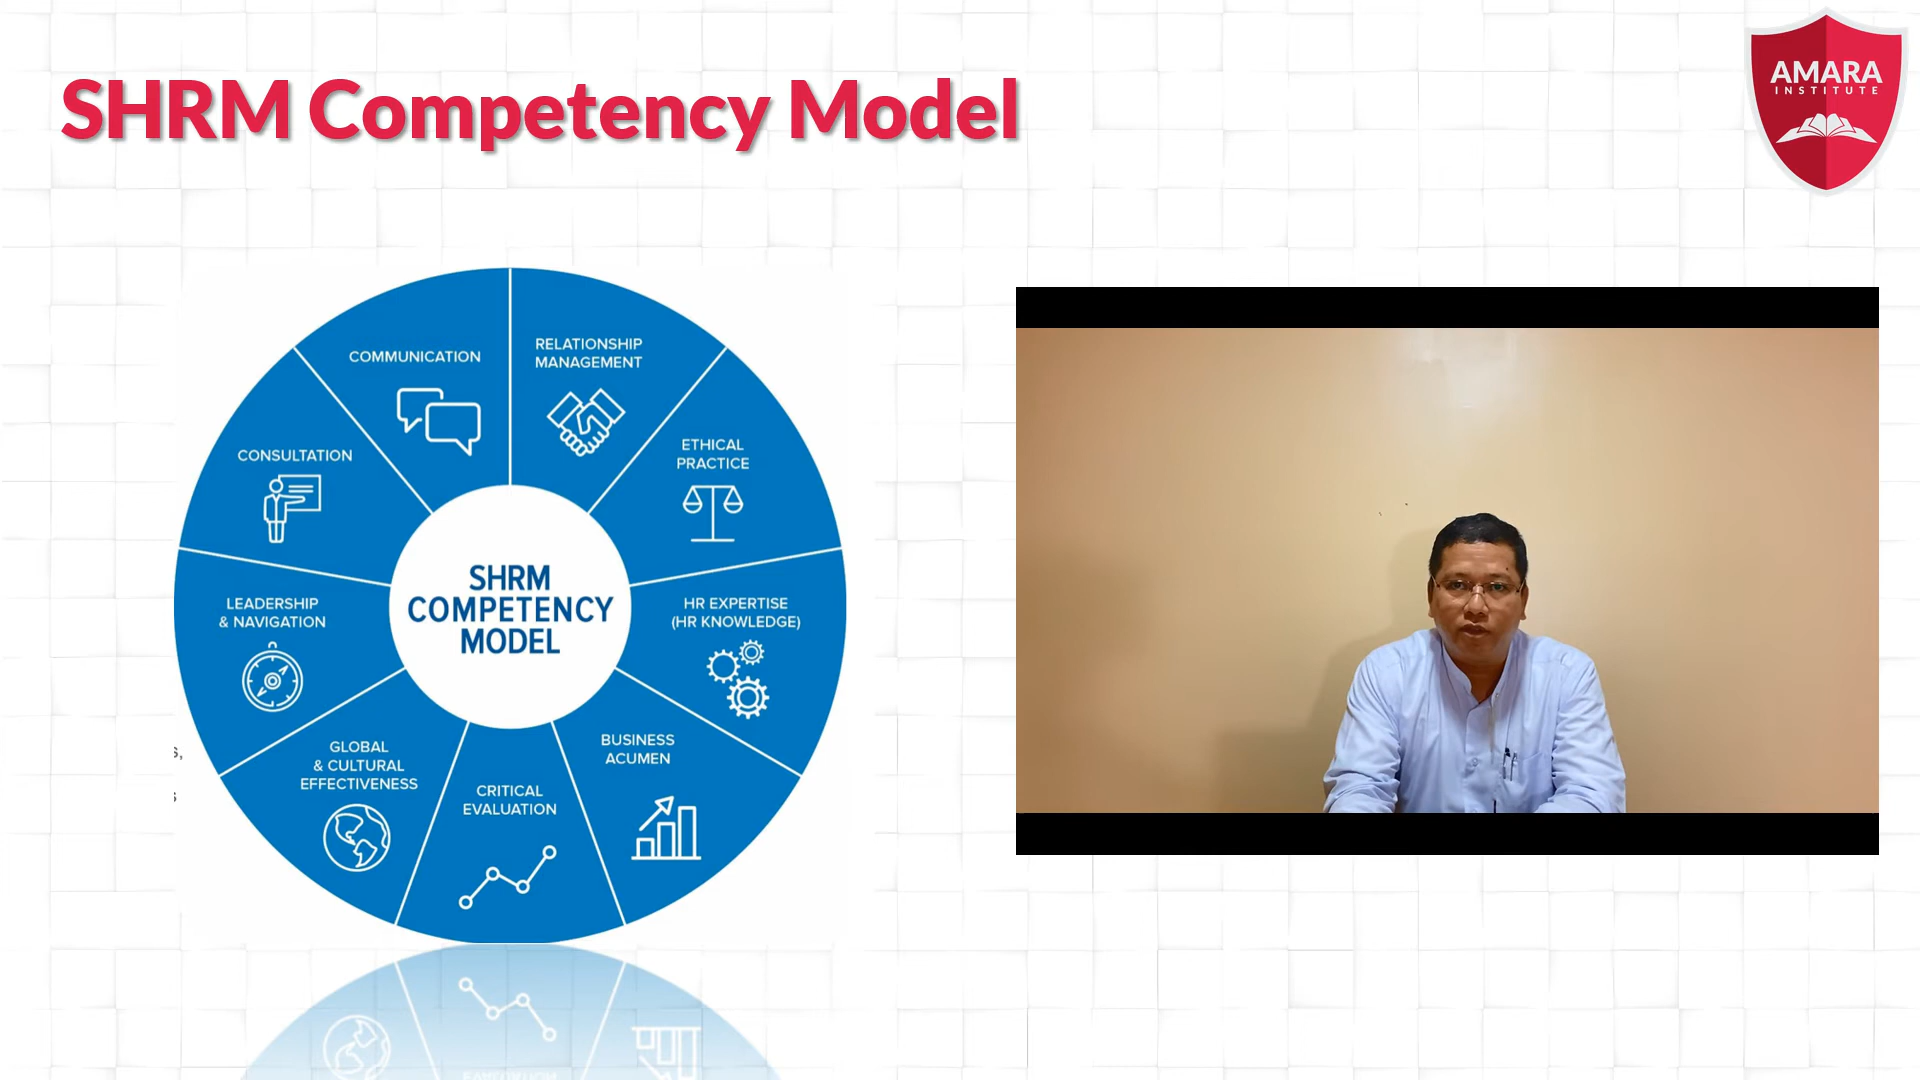 SHRM Competency Model
AMARA
INSTITUTE
COMMUNICATION
RELATIONSHIP
MANAGEMENT
ETHICAL
PRACTICE
CONSULTATION
SHRM
COMPETENCY
MODEL
LEADERSHIP
& NAVIGATION
HR EXPERTISE
(HR KNOWLEDGE)
GLOBAL
& CULTURAL
EFFECTIVENESS
CRITICAL
EVALUATION
BUSINESS
ACUMEN
s,
s